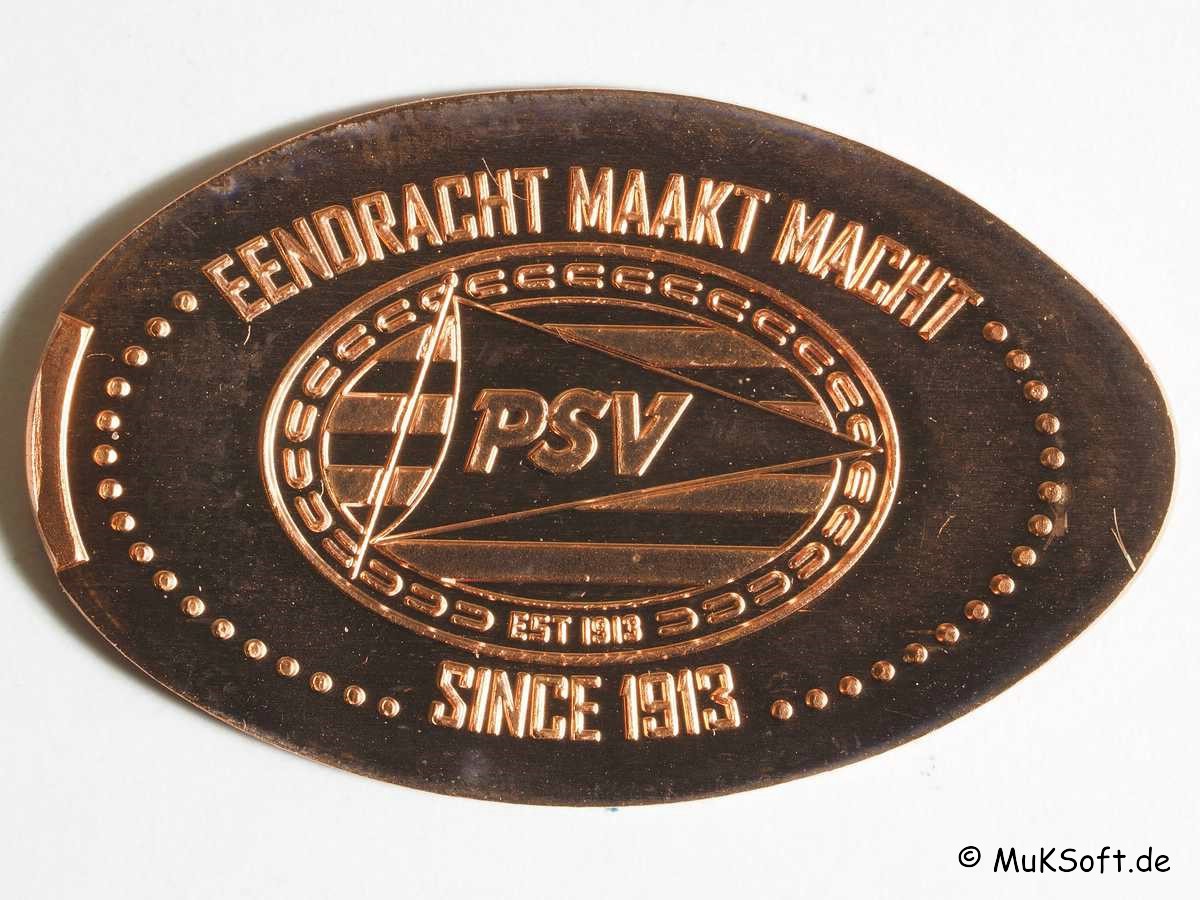 EENDRACHT MAAKT MACHT
PSV
EST 1913
SINCE 1913
© MuKSoft.de